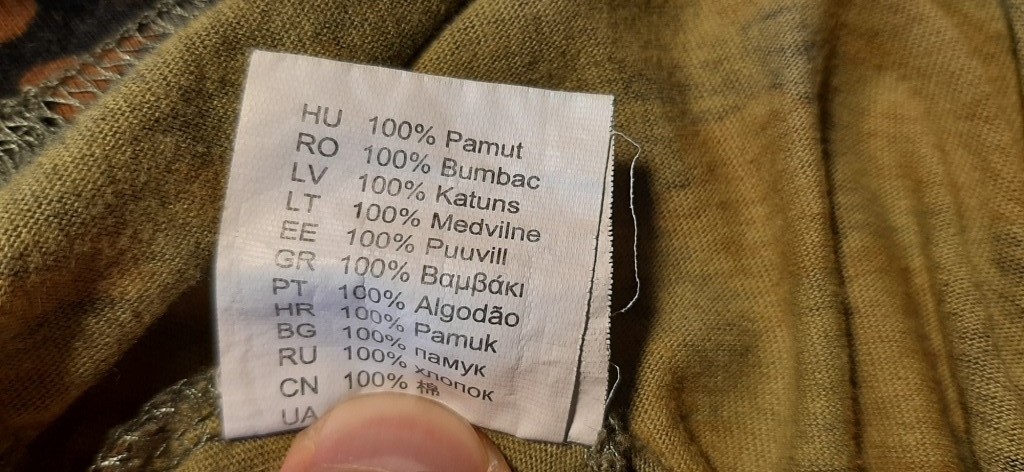 HU 100% Pamut
RO 100% Bumbac
LV 100% Katuns
LT 100% Medvilne
EE 100% Puuvill
GR 100% Βαμβάκι
PT 100% Algodão
HR 100% Pamuk
BG 100% памук
RU 100% хлопок
CN 100% 棉
UA